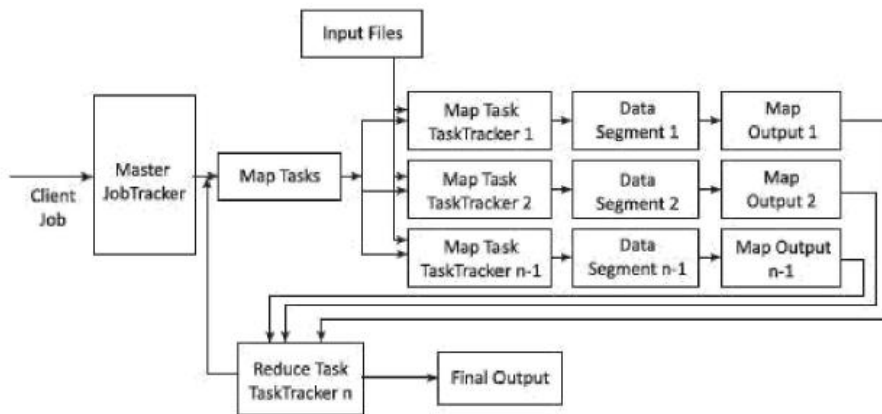 Input Files
Map Task
TaskTracker 1
Data
Segment 1
Map
Output 1
Client
Job
Master
JobTracker
Map Tasks
Map Task
TaskTracker 2
Data
Segment 2
Map
Output 2
Map Task
TaskTracker n-1
Data
Segment n-1
Map Output
n-1
Reduce Task
TaskTracker n
Final Output